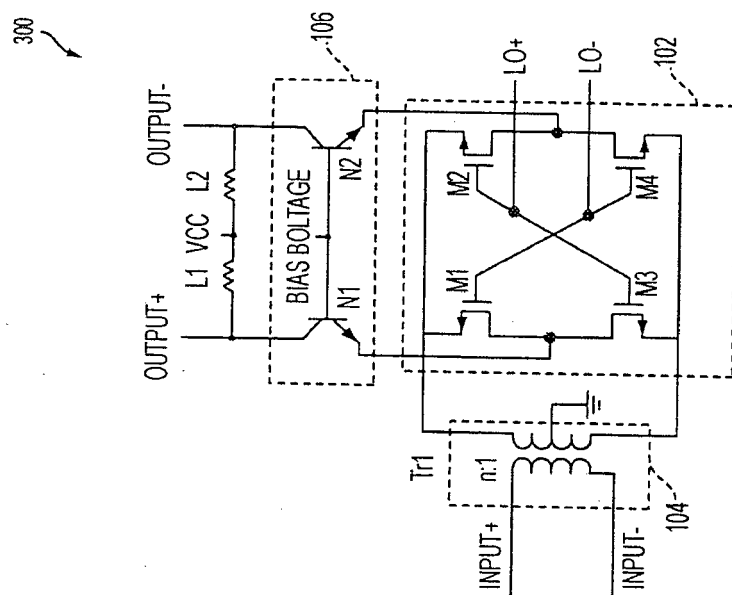 300
OUTPUT+
OUTPUT-
L1 VCC L2
BIAS BOLTAGE
N1
N2
106
LO+
LO-
M1
M2
M3
M4
102
Tr1
n:1
104
INPUT+
INPUT-